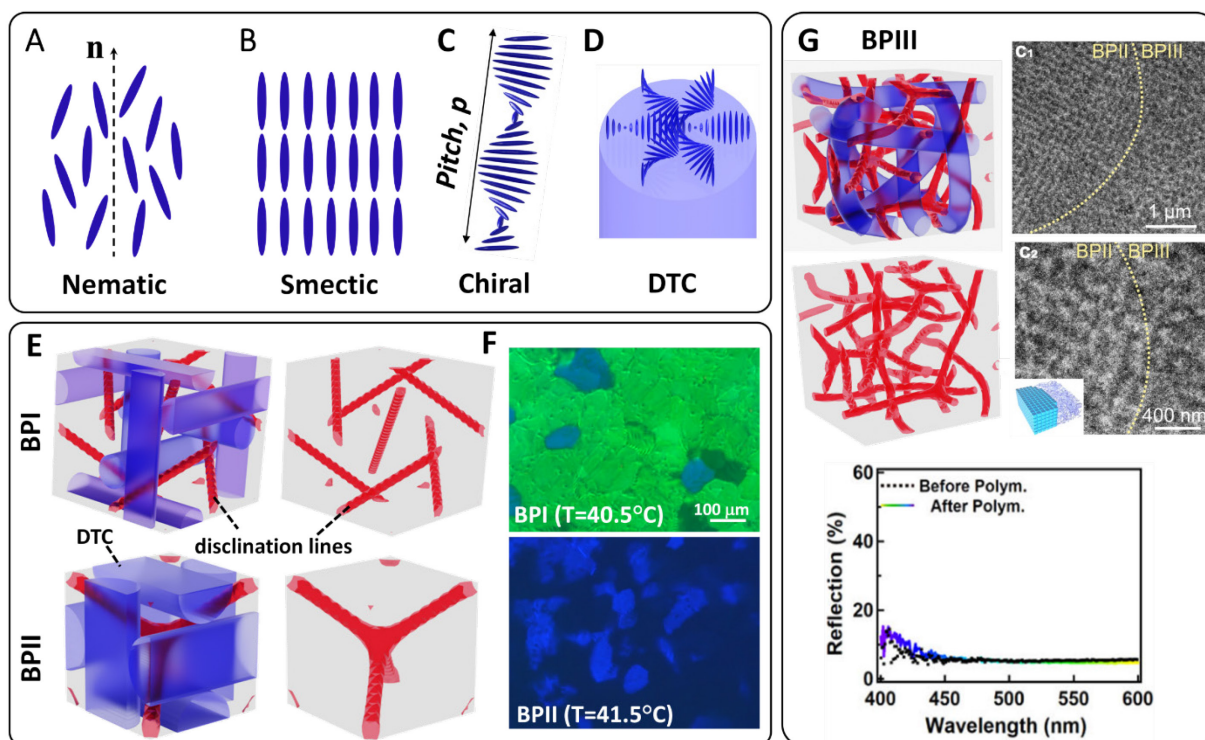 A
n
Nematic
B
Smectic
C
Pitch, p
Chiral
D
DTC
E
BPI
disclination lines
DTC
BPII
F
BPI (T=40.5°C)
100 μm
BPII (T=41.5°C)
G
BPIII
C1
BPII BPIII
1 μm
C2
BPII BPIII
400 nm
60
40
20
0
Reflection (%)
Before Polym.
After Polym.
400 450 500 550 600
Wavelength (nm)